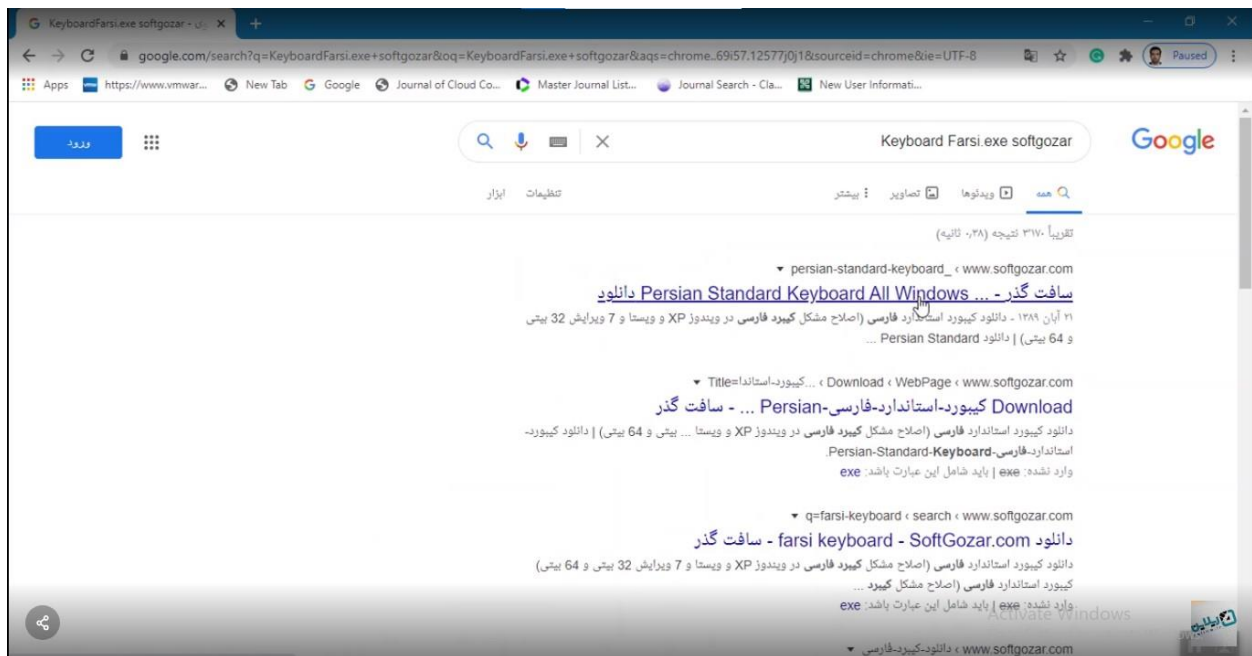 KeyboardFarsi.exe softgozar -
google.com/search?q=KeyboardFarsi.exe+softgozar&oq=KeyboardFarsi.exe+softgozar&aqs=chrome..69i57.12577j0j1&sourceid=chrome&ie=UTF-8
Paused
Apps https://www.vmwar... New Tab Google Journal of Cloud Co... Master Journal List... Journal Search - Cla... New User Informati...
Google
Keyboard Farsi.exe softgozar
ورود
همه ویدئوها تصاویر بیشتر تنظیمات ابزار
تقریباً ۳٬۱۷۰ نتیجه (۰٫۳۸ ثانیه)
www.softgozar.com › persian-standard-keyboard_
دانلود Persian Standard Keyboard All Windows ... - سافت گذر
۲۱ آبان ۱۳۸۹ - دانلود کیبورد استاندارد فارسی (اصلاح مشکل کیبرد فارسی در ویندوز XP و ویستا و 7 ویرایش 32 بیتی
و 64 بیتی) | دانلود Persian Standard ...
www.softgozar.com › WebPage › Download › ...کیبورد-استاندا=Title
Download کیبورد-استاندارد-فارسی-Persian ... - سافت گذر
دانلود کیبورد استاندارد فارسی (اصلاح مشکل کیبرد فارسی در ویندوز XP و ویستا ... بیتی و 64 بیتی) | دانلود کیبورد-
استاندارد-فارسی-Persian-Standard-Keyboard.
وارد نشده: exe | باید شامل این عبارت باشد: exe
www.softgozar.com › search › q=farsi-keyboard
دانلود farsi keyboard - SoftGozar.com - سافت گذر
دانلود کیبورد استاندارد فارسی (اصلاح مشکل کیبرد فارسی در ویندوز XP و ویستا و 7 ویرایش 32 بیتی و 64 بیتی)
کیبورد استاندارد فارسی (اصلاح مشکل کیبرد ...
وارد نشده: exe | باید شامل این عبارت باشد: exe
Activate Windows
www.softgozar.com › دانلود-کیبرد-فارسی